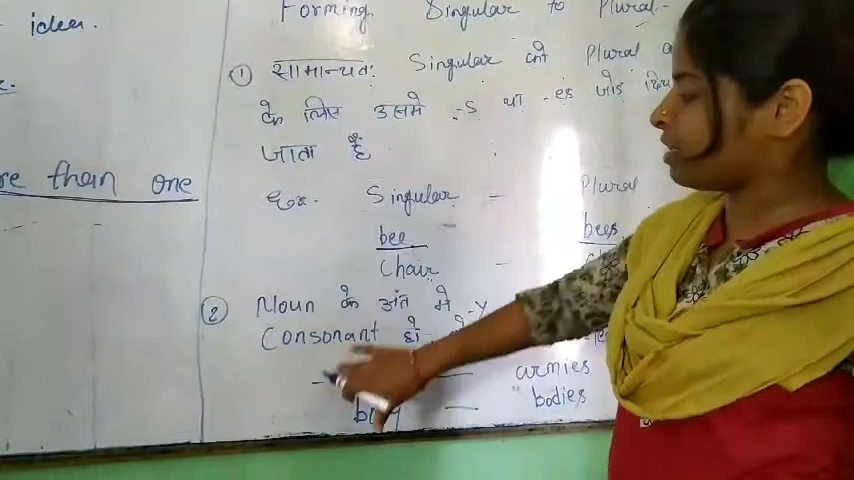 idea.
re than one
Forming Singular to Plural
① सामान्यतः Singular को Plural
के लिए उसमे -s या -es जोड़ दिया
जाता है
Ex. Singular - Plural
bee bees
Chair -
② Noun के अंत मे -y
Consonant हो
armies
- bodies